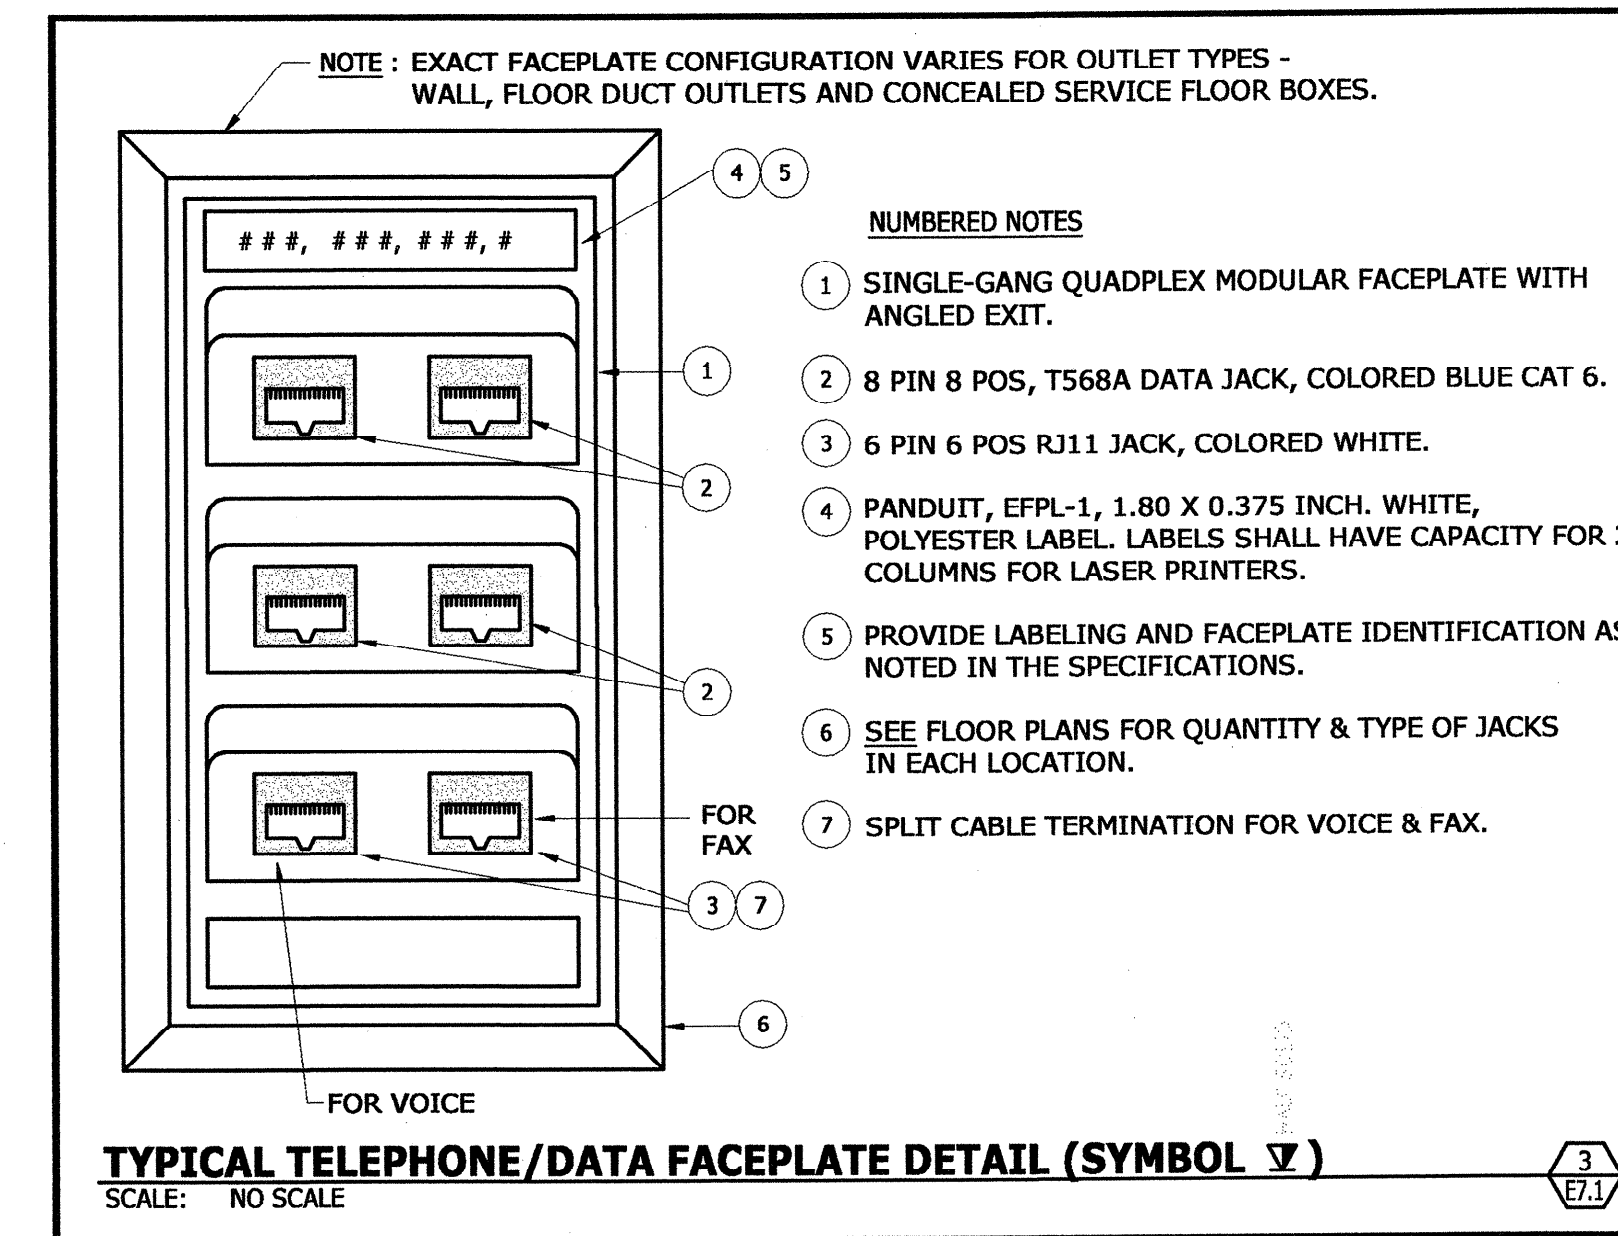 NOTE : EXACT FACEPLATE CONFIGURATION VARIES FOR OUTLET TYPES -
WALL, FLOOR DUCT OUTLETS AND CONCEALED SERVICE FLOOR BOXES.
4 5
# # #, # # #, # # #, #
NUMBERED NOTES
1 SINGLE-GANG QUADPLEX MODULAR FACEPLATE WITH
ANGLED EXIT.
1
2 8 PIN 8 POS, T568A DATA JACK, COLORED BLUE CAT 6.
3 6 PIN 6 POS RJ11 JACK, COLORED WHITE.
2
4 PANDUIT, EFPL-1, 1.80 X 0.375 INCH. WHITE,
POLYESTER LABEL. LABELS SHALL HAVE CAPACITY FOR
COLUMNS FOR LASER PRINTERS.
5 PROVIDE LABELING AND FACEPLATE IDENTIFICATION AS
NOTED IN THE SPECIFICATIONS.
2
6 SEE FLOOR PLANS FOR QUANTITY & TYPE OF JACKS
IN EACH LOCATION.
FOR
FAX
7 SPLIT CABLE TERMINATION FOR VOICE & FAX.
3 7
6
FOR VOICE
TYPICAL TELEPHONE/DATA FACEPLATE DETAIL (SYMBOL )
SCALE: NO SCALE
3
E7.1